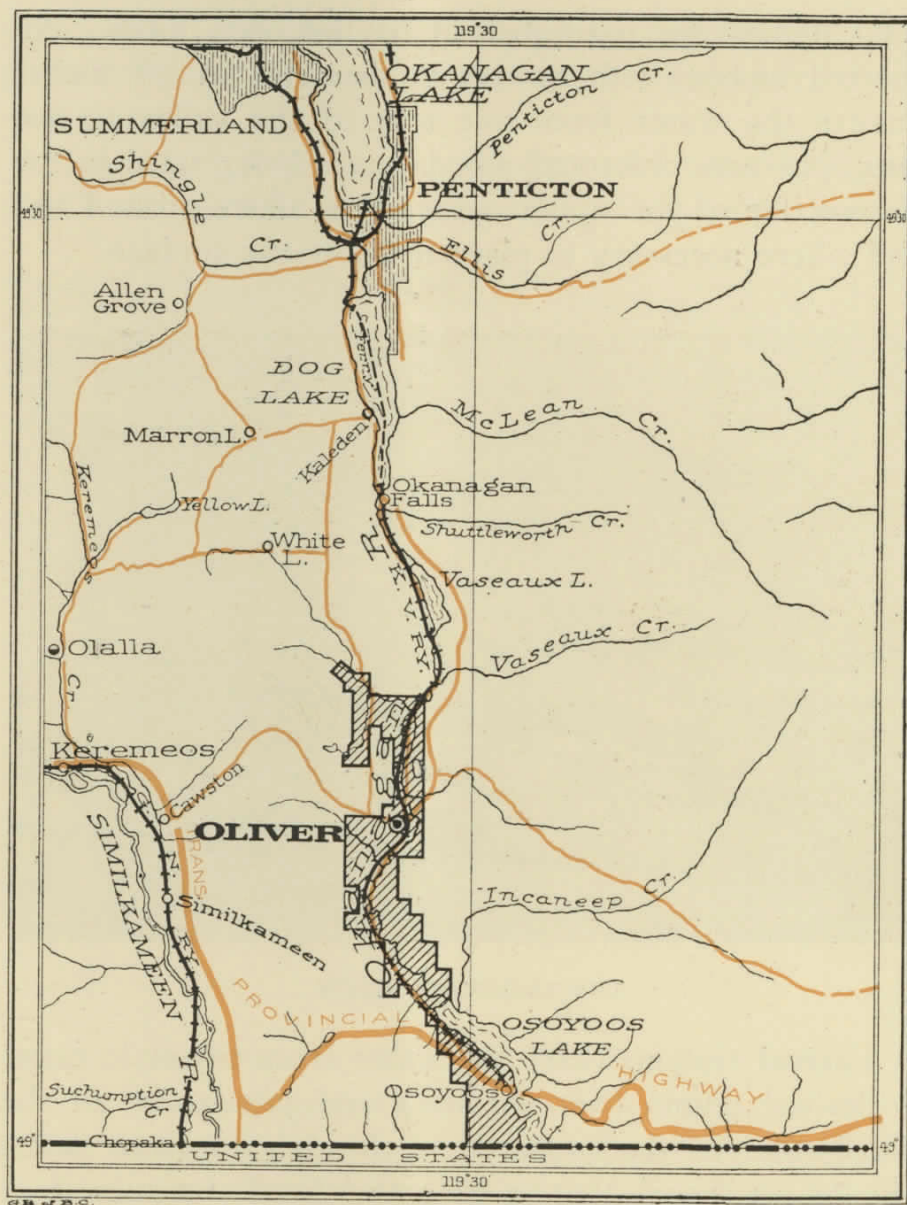 119°30
OKANAGAN
LAKE
Cr.
Penticton
SUMMERLAND
Shingle
PENTICTON
49°30
49°30
Cr.
Cr.
Ellis
Allen
Grove
Ferry
DOG
LAKE
McLean
Cr.
Marron L
Kaleden
Keremeos
Okanagan
Falls
Yellow L.
Shuttleworth Cr.
White
L.
R.
K. V. RY.
Vaseaux L.
Olalla
Vaseaux Cr.
Cr.
Keremeos
Cawston
G. N. RY.
OLIVER
TRANS
Okanagan
SIMILKAMEEN
R.
Incaneep
Cr.
Similkameen
PROVINCIAL
OSOYOOS
LAKE
HIGHWAY
Suchumption
Cr
Osoyoos
49°
Chopaka
49°
UNITED STATES
119°30'